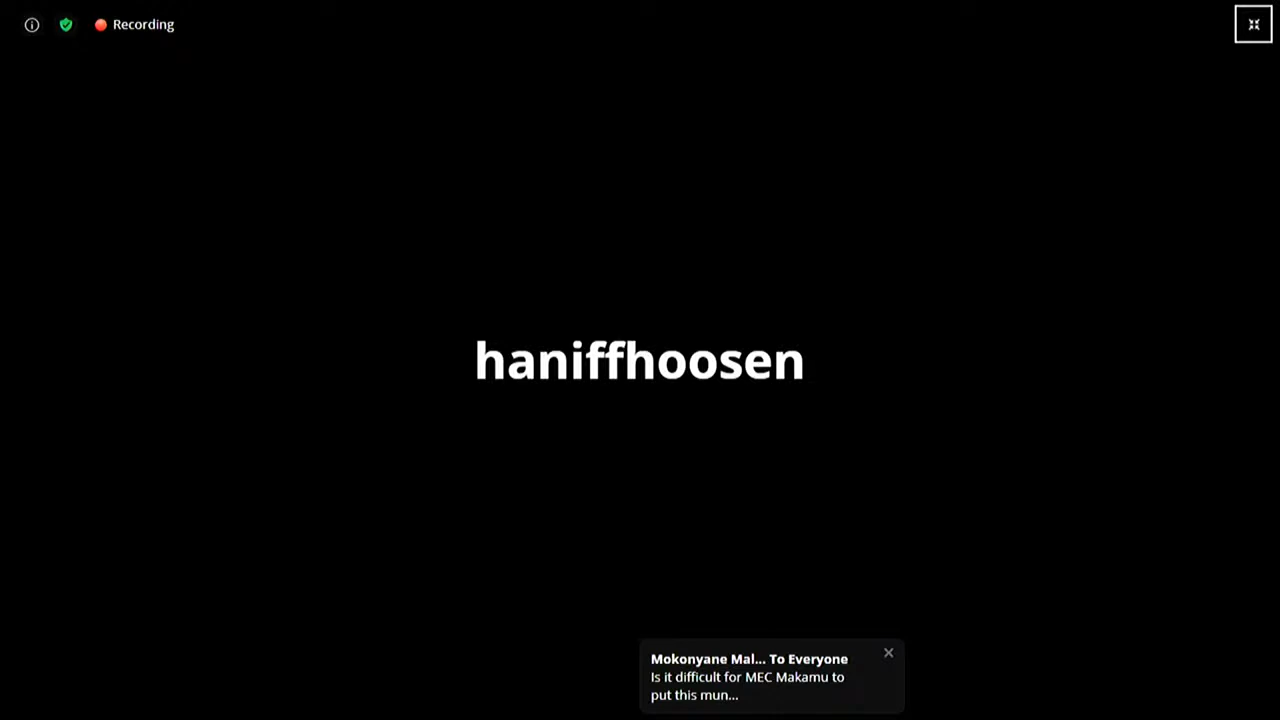 Recording
haniffhoosen
Mokonyane Mal... To Everyone
Is it difficult for MEC Makamu to
put this mun...